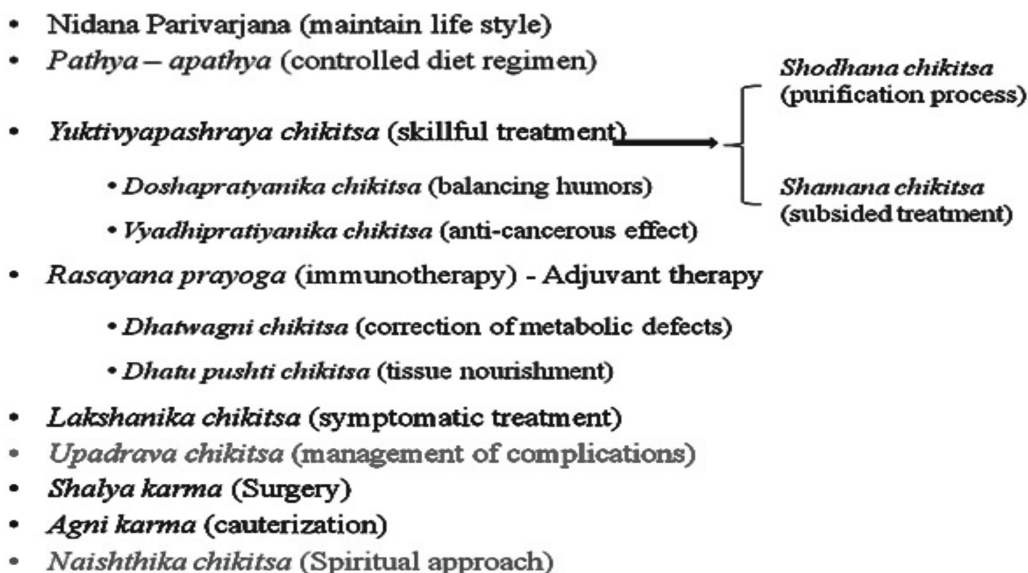 • Nidana Parivarjana (maintain life style)
• Pathya – apathya (controlled diet regimen)
• Yuktivyapashraya chikitsa (skillful treatment)
Shodhana chikitsa
(purification process)
Shamana chikitsa
(subsided treatment)
• Doshapratyanika chikitsa (balancing humors)
• Vyadhipratiyanika chikitsa (anti-cancerous effect)
• Rasayana prayoga (immunotherapy) - Adjuvant therapy
• Dhatwagni chikitsa (correction of metabolic defects)
• Dhatu pushti chikitsa (tissue nourishment)
• Lakshanika chikitsa (symptomatic treatment)
• Upadrava chikitsa (management of complications)
• Shalya karma (Surgery)
• Agni karma (cauterization)
• Naishthika chikitsa (Spiritual approach)